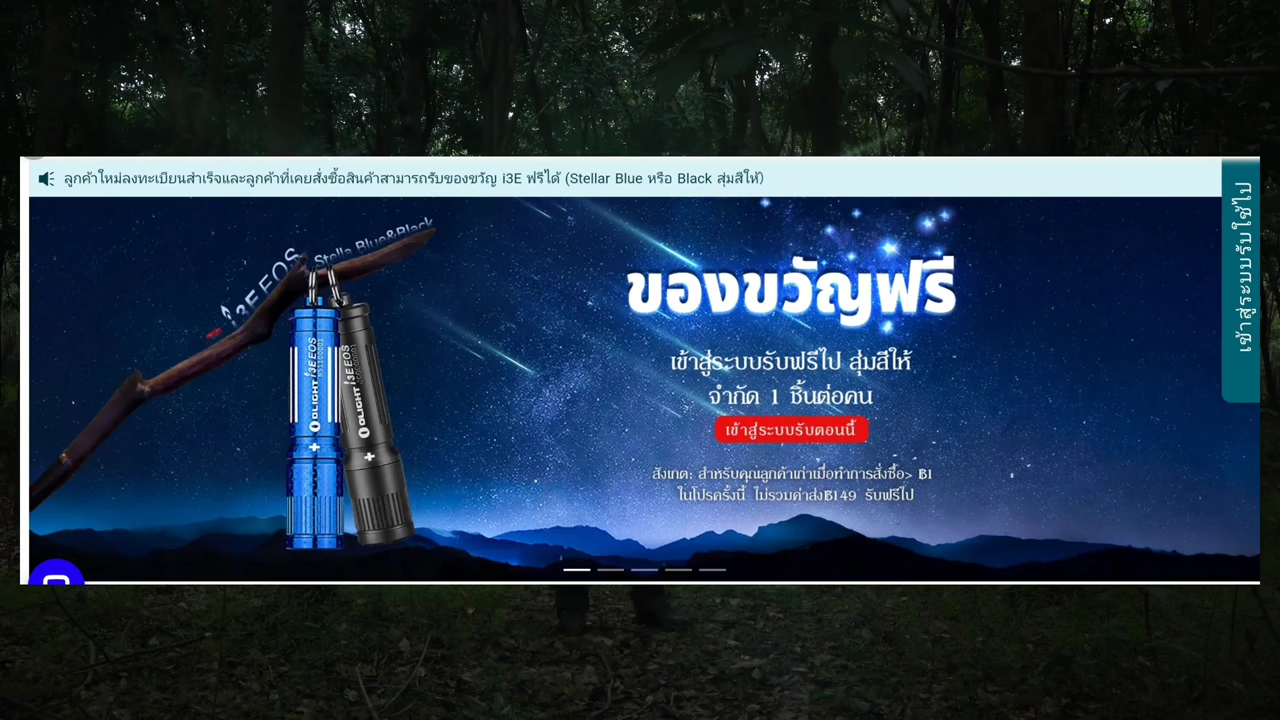 ลูกค้าใหม่ลงทะเบียนสำเร็จและลูกค้าที่เคยสั่งซื้อสินค้าสามารถรับของขวัญ i3E ฟรีได้ (Stellar Blue หรือ Black สุ่มสีให้)
i3E EOS
Stella Blue&Black
OLIGHT i3E EOS
OLIGHT i3E EOS
ของขวัญฟรี
เข้าสู่ระบบรับฟรีไป สุ่มสีให้
จำกัด 1 ชิ้นต่อคน
เข้าสู่ระบบรับตอนนี้
สังเกต: สำหรับคุณลูกค้าเก่าเมื่อทำการสั่งซื้อ> ฿1
ในโปรครั้งนี้ ไม่รวมค่าส่ง฿149 รับฟรีไป
เข้าสู่ระบบรับใช้ไป